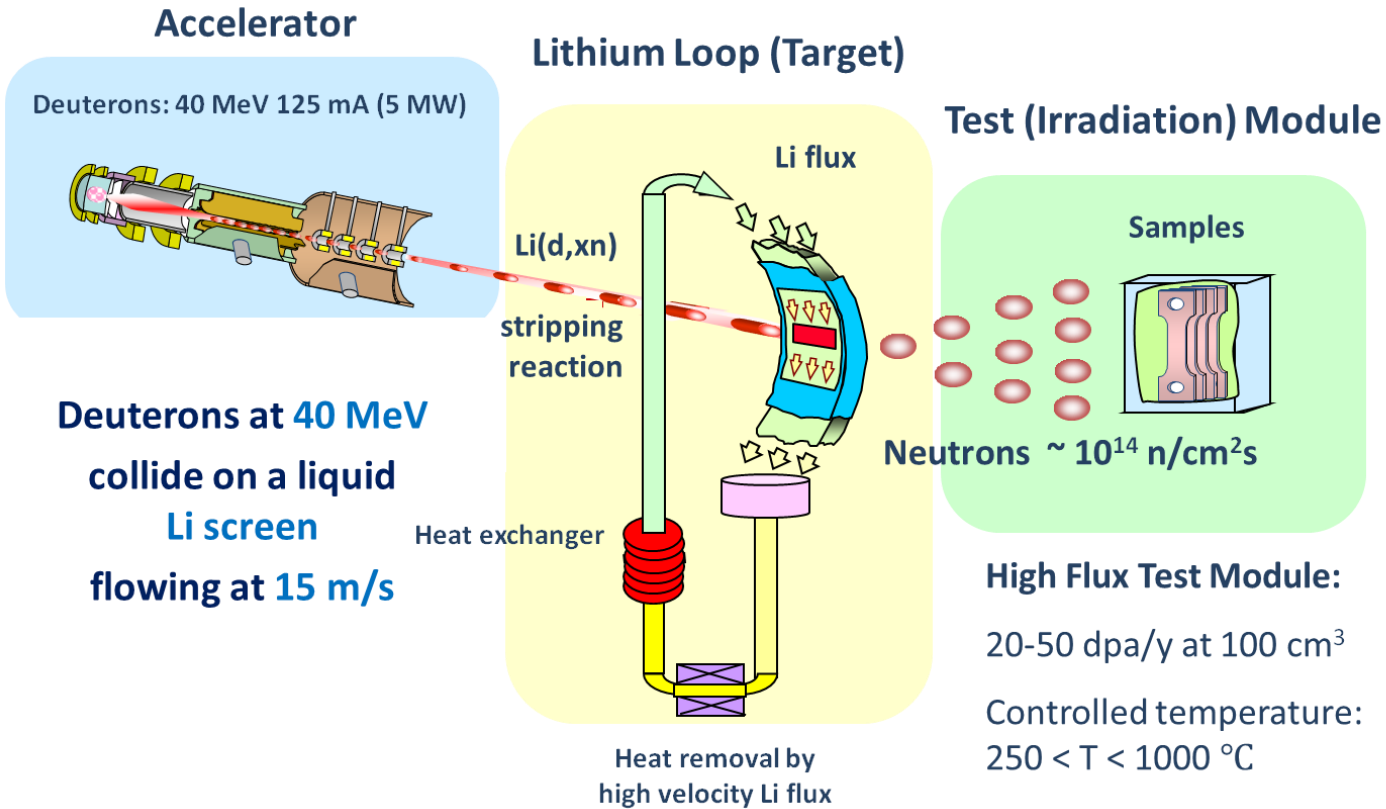 Accelerator
Deuterons: 40 MeV 125 mA (5 MW)
Lithium Loop (Target)
Test (Irradiation) Module
Li flux
Samples
Li(d,xn)
stripping
reaction
Deuterons at 40 MeV
collide on a liquid
Li screen
flowing at 15 m/s
Neutrons ~ 10¹⁴ n/cm²s
Heat exchanger
High Flux Test Module:
20-50 dpa/y at 100 cm³
Controlled temperature:
250 < T < 1000 °C
Heat removal by
high velocity Li flux